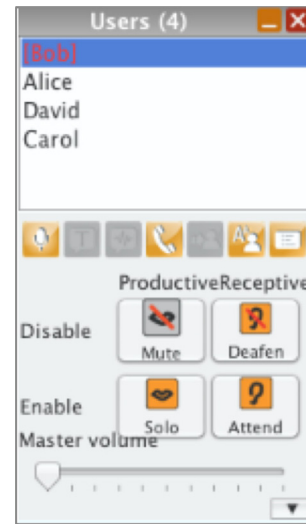 Users (4)
[Bob]
Alice
David
Carol
Productive Receptive
Disable
Mute Deafen
Enable
Solo Attend
Master volume